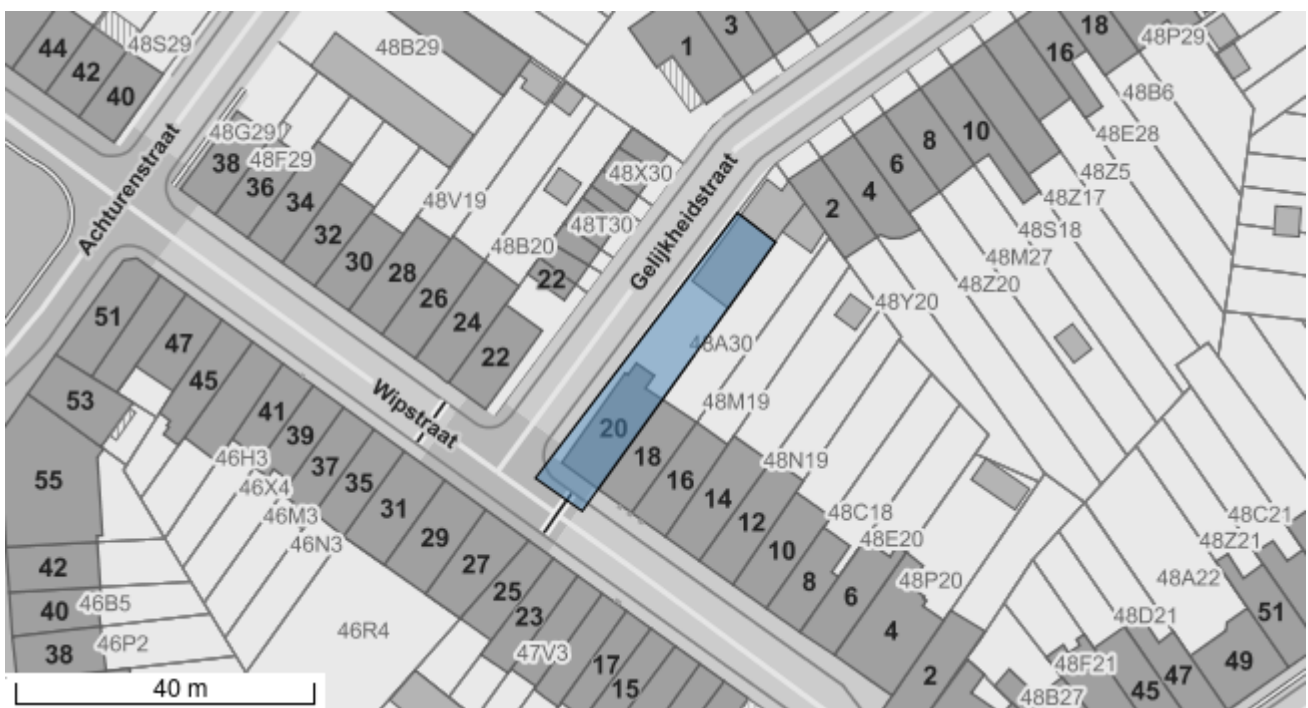 44
42
40
48S29
48B29
1
3
18
16
48P29
48B6
48E28
48Z5
48Z17
48S18
48M27
48Z20
48Y20
Achturenstraat
48G29
48F29
38
36
34
32
30
28
26
24
22
48V19
48B20
48X30
48T30
22
Gelijkheidstraat
2
4
6
8
10
48A30
48M19
48N19
48C18
48E20
48P20
Wipstraat
20
18
16
14
12
10
8
6
4
2
51
47
45
41
39
37
35
31
29
27
25
23
17
15
53
55
42
40
38
46H3
46X4
46M3
46N3
46B5
46P2
46R4
47V3
48C21
48Z21
48A22
48D21
48F21
48B27
51
49
47
45
40 m